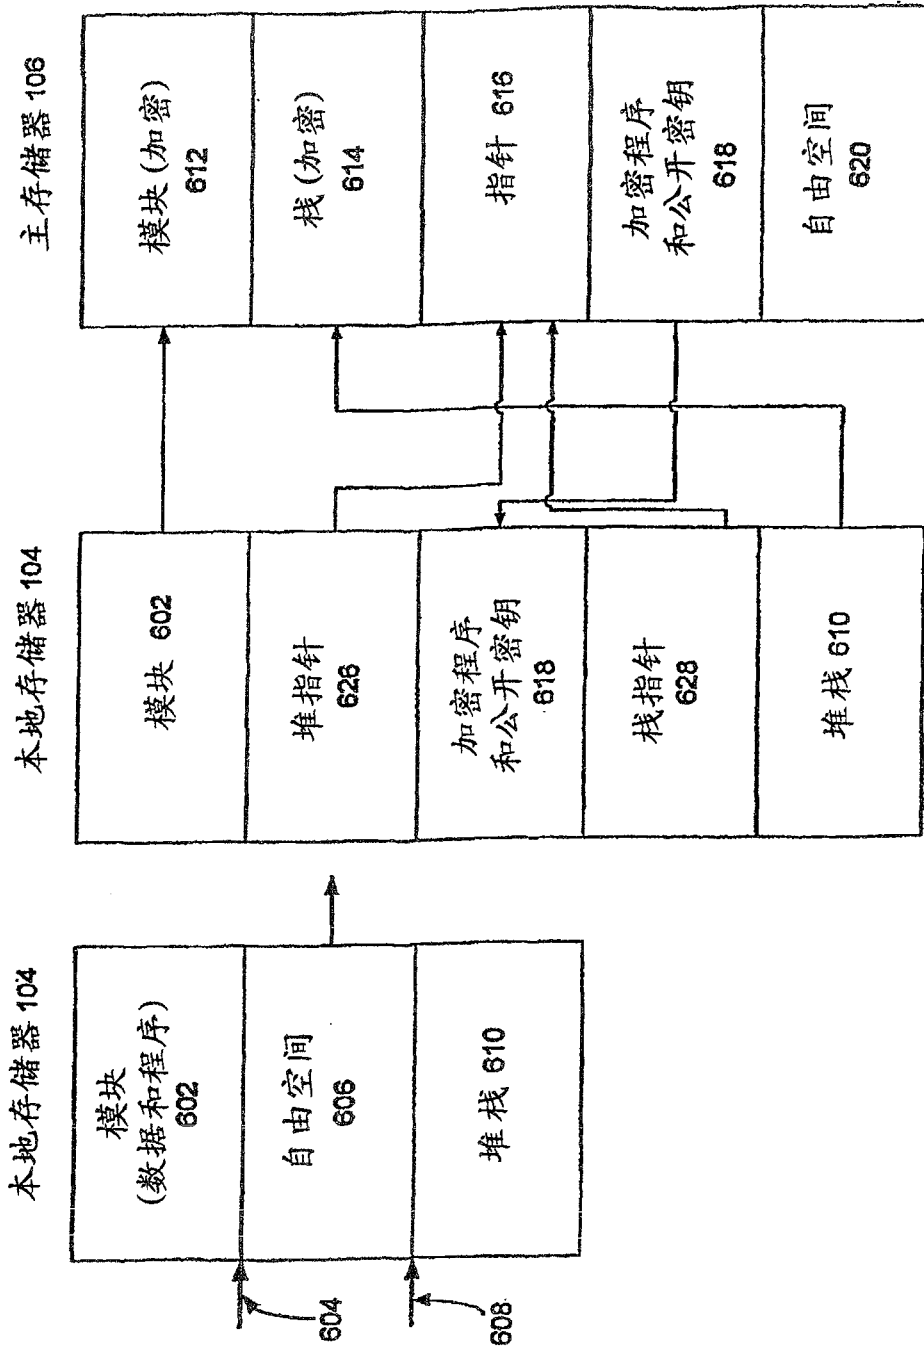 本地存储器 104
模块
(数据和程序)
602
自由空间
606
堆栈 610
604
608
本地存储器 104
模块 602
堆指针
626
加密程序
和公开密钥
618
栈指针
628
堆栈 610
主存储器 106
模块(加密)
612
栈(加密)
614
指针 616
加密程序
和公开密钥
618
自由空间
620